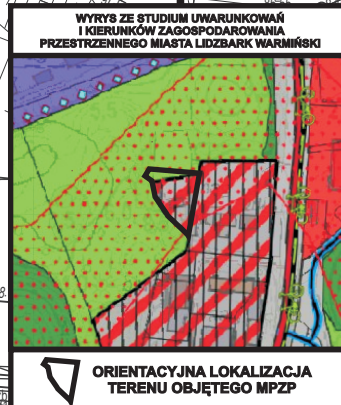 WYRYS ZE STUDIUM UWARUNKOWAŃ
I KIERUNKÓW ZAGOSPODAROWANIA
PRZESTRZENNEGO MIASTA LIDZBARK WARMIŃSKI
ORIENTACYJNA LOKALIZACJA
TERENU OBJĘTEGO MPZP